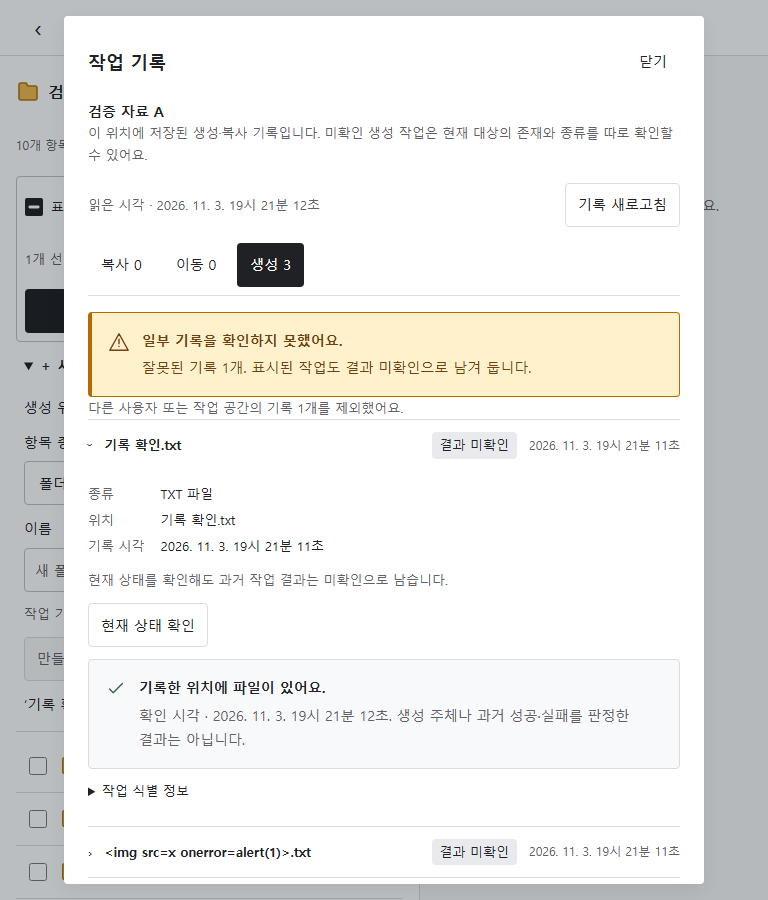 작업 기록
닫기
검증 자료 A
이 위치에 저장된 생성·복사 기록입니다. 미확인 생성 작업은 현재 대상의 존재와 종류를 따로 확인할
수 있어요.
읽은 시각 · 2026. 11. 3. 19시 21분 12초
기록 새로고침
복사 0
이동 0
생성 3
일부 기록을 확인하지 못했어요.
잘못된 기록 1개. 표시된 작업도 결과 미확인으로 남겨 둡니다.
다른 사용자 또는 작업 공간의 기록 1개를 제외했어요.
기록 확인.txt
결과 미확인
2026. 11. 3. 19시 21분 11초
종류 TXT 파일
위치 기록 확인.txt
기록 시각 2026. 11. 3. 19시 21분 11초
현재 상태를 확인해도 과거 작업 결과는 미확인으로 남습니다.
현재 상태 확인
기록한 위치에 파일이 있어요.
확인 시각 · 2026. 11. 3. 19시 21분 12초. 생성 주체나 과거 성공·실패를 판정한
결과는 아닙니다.
작업 식별 정보
<img src=x onerror=alert(1)>.txt
결과 미확인
2026. 11. 3. 19시 21분 11초
10개
1개
생성
항목
이름
새
작업
만들
요.